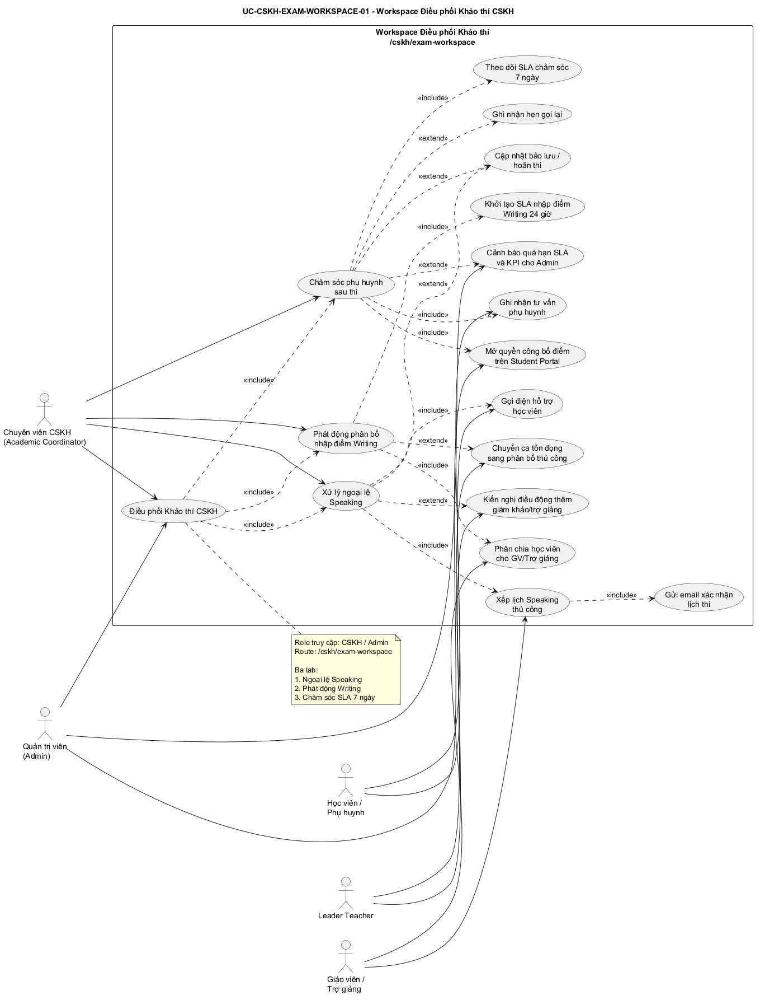 UC-CSKH-EXAM-WORKSPACE-01 - Workspace Điều phối Khảo thí CSKH
Workspace Điều phối Khảo thí
/cskh/exam-workspace
Theo dõi SLA chăm sóc
7 ngày
«include»
Ghi nhận hẹn gọi lại
«extend»
Cập nhật bảo lưu /
hoãn thi
«extend»
Khởi tạo SLA nhập điểm
Writing 24 giờ
«include»
Cảnh báo quá hạn SLA
và KPI cho Admin
«extend»
Chăm sóc phụ huynh
sau thi
«extend»
Ghi nhận tư vấn
phụ huynh
«include»
«include»
Mở quyền công bố điểm
trên Student Portal
«include»
Gọi điện hỗ trợ
học viên
«include»
Chuyên viên CSKH
(Academic Coordinator)
Phát động phân bổ
nhập điểm Writing
«extend»
Chuyển ca tồn đọng
sang phân bổ thủ công
«include»
Xử lý ngoại lệ
Speaking
«include»
«extend»
Kiến nghị điều động thêm
giám khảo/trợ giảng
Điều phối Khảo thí CSKH
«include»
«include»
Phân chia học viên
cho GV/Trợ giảng
Xếp lịch Speaking
thủ công
«include»
Gửi email xác nhận
lịch thi
Role truy cập: CSKH / Admin
Route: /cskh/exam-workspace
Ba tab:
1. Ngoại lệ Speaking
2. Phát động Writing
3. Chăm sóc SLA 7 ngày
Quản trị viên
(Admin)
Học viên /
Phụ huynh
Leader Teacher
Giáo viên /
Trợ giảng